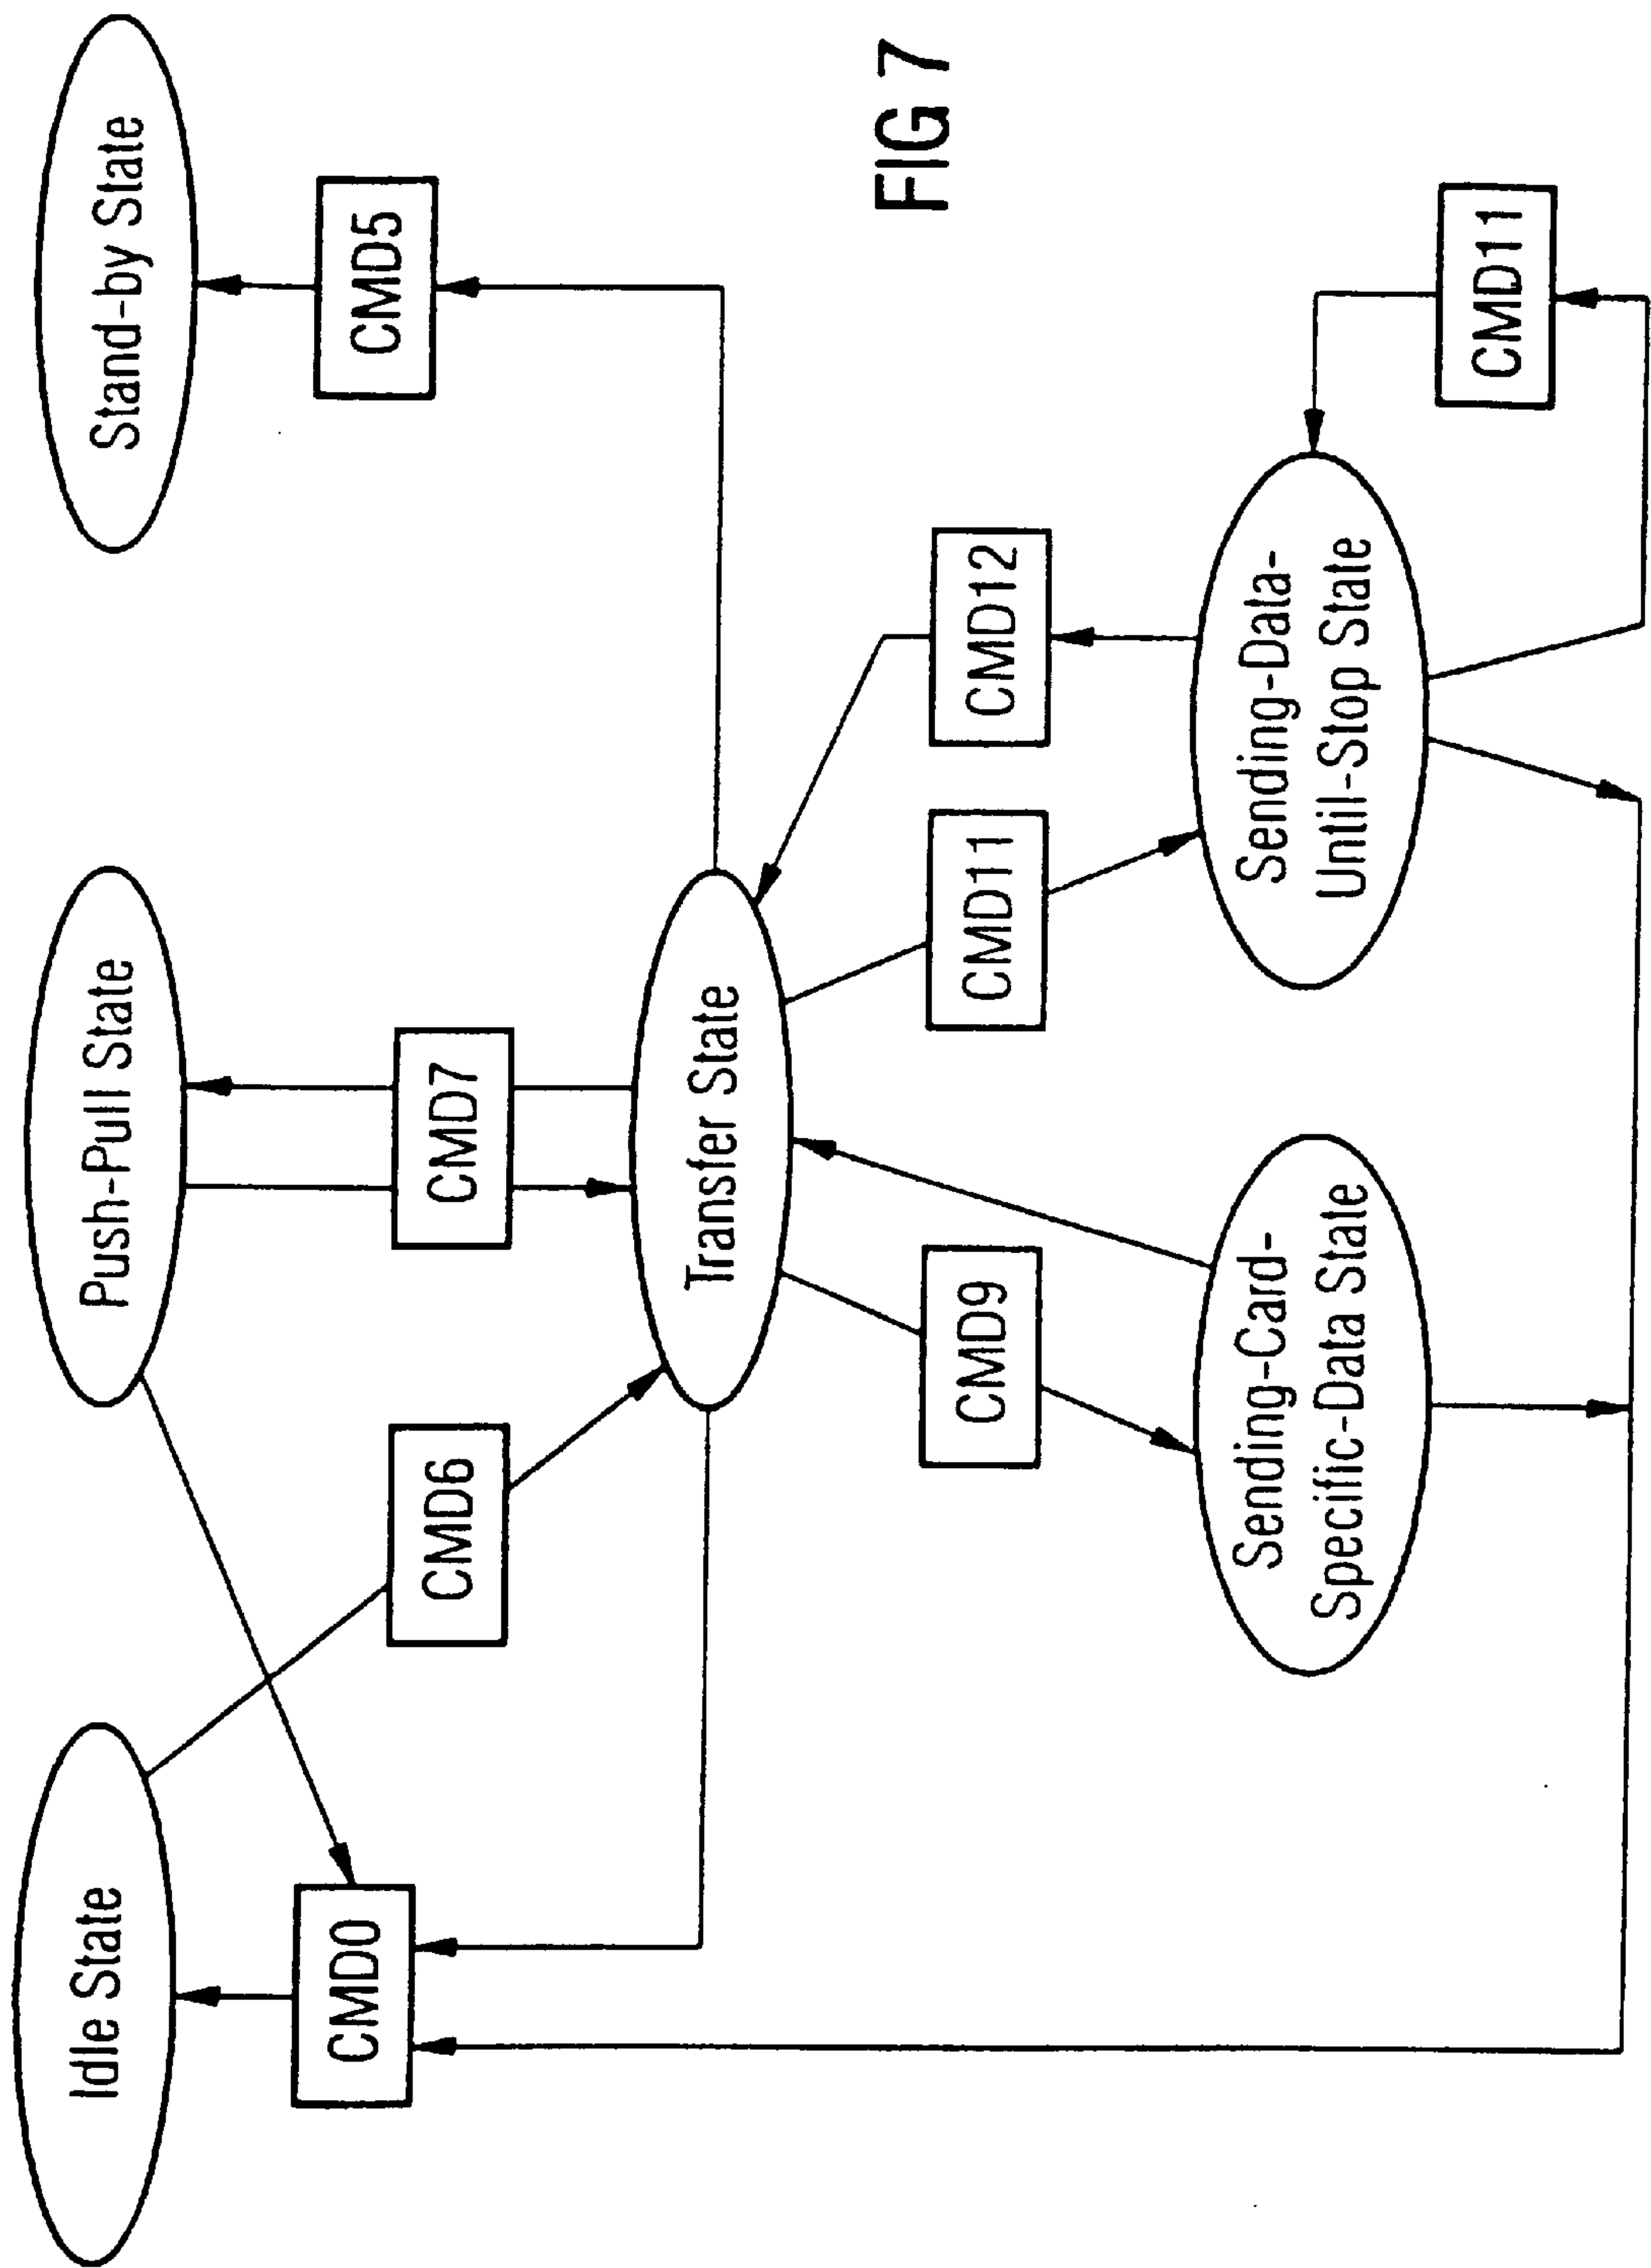 Idle State
Push-Pull State
Stand-by State
CMD0
CMD6
CMD7
CMD5
Transfer State
FIG 7
CMD9
CMD11
CMD12
Sending-Card-
Specific-Data State
Sending-Data-
Until-Stop State
CMD11